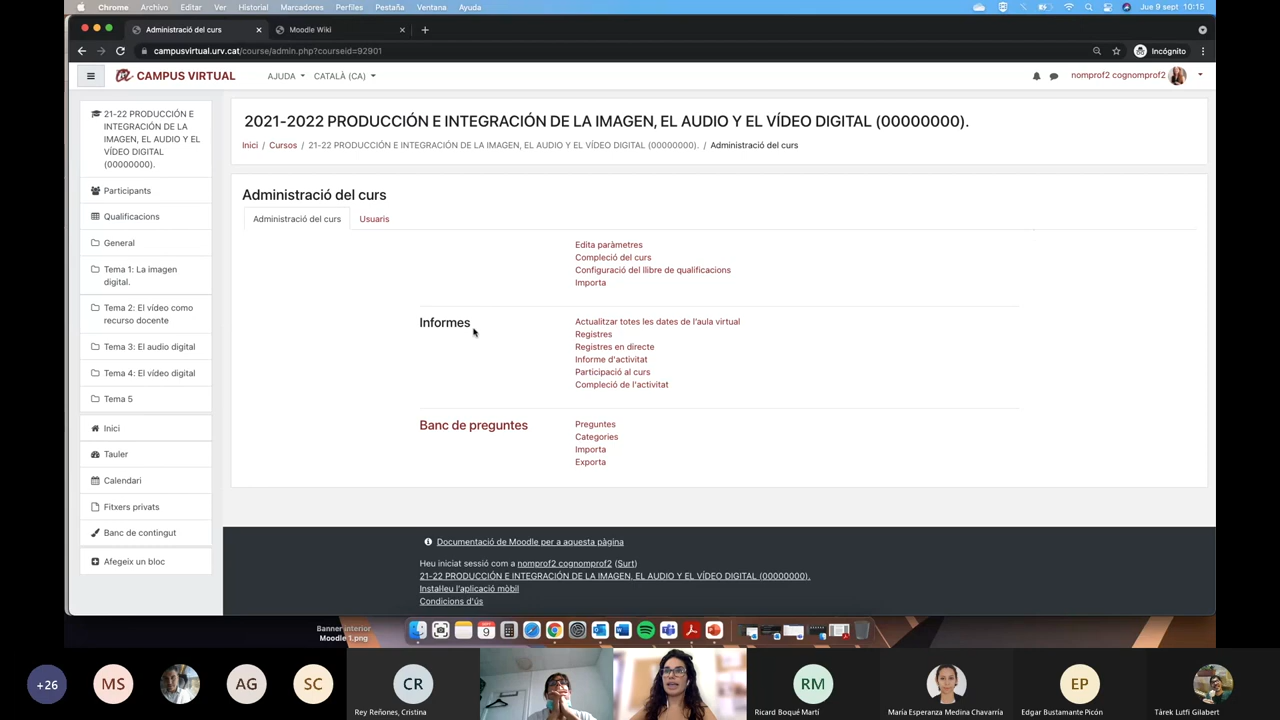 Chrome Archivo Editar Ver Historial Marcadores Perfiles Pestaña Ventana Ayuda
Jue 9 sept 10:15
Administració del curs
Moodle Wiki
campusvirtual.urv.cat/course/admin.php?courseid=92901
Incógnito
CAMPUS VIRTUAL
AJUDA
CATALÀ (CA)
nomprof2 cognomprof2
21-22 PRODUCCIÓN E
INTEGRACIÓN DE LA
IMAGEN, EL AUDIO Y EL
VÍDEO DIGITAL
(00000000).
Participants
Qualificacions
General
Tema 1: La imagen
digital.
Tema 2: El vídeo como
recurso docente
Tema 3: El audio digital
Tema 4: El vídeo digital
Tema 5
Inici
Tauler
Calendari
Fitxers privats
Banc de contingut
Afegeix un bloc
2021-2022 PRODUCCIÓN E INTEGRACIÓN DE LA IMAGEN, EL AUDIO Y EL VÍDEO DIGITAL (00000000).
Inici / Cursos / 21-22 PRODUCCIÓN E INTEGRACIÓN DE LA IMAGEN, EL AUDIO Y EL VÍDEO DIGITAL (00000000). / Administració del curs
Administració del curs
Administració del curs
Usuaris
Edita paràmetres
Compleció del curs
Configuració del llibre de qualificacions
Importa
Informes
Actualitzar totes les dates de l'aula virtual
Registres
Registres en directe
Informe d'activitat
Participació al curs
Compleció de l'activitat
Banc de preguntes
Preguntes
Categories
Importa
Exporta
Documentació de Moodle per a aquesta pàgina
Heu iniciat sessió com a nomprof2 cognomprof2 (Surt)
21-22 PRODUCCIÓN E INTEGRACIÓN DE LA IMAGEN, EL AUDIO Y EL VÍDEO DIGITAL (00000000).
Instal·leu l'aplicació mòbil
Condicions d'ús
Banner interior
Moodle 1.png
9
+26
MS
AG
SC
CR
Rey Reñones, Cristina
RM
Ricard Boqué Martí
María Esperanza Medina Chavarría
EP
Edgar Bustamante Picón
Tárek Lutfi Gilabert